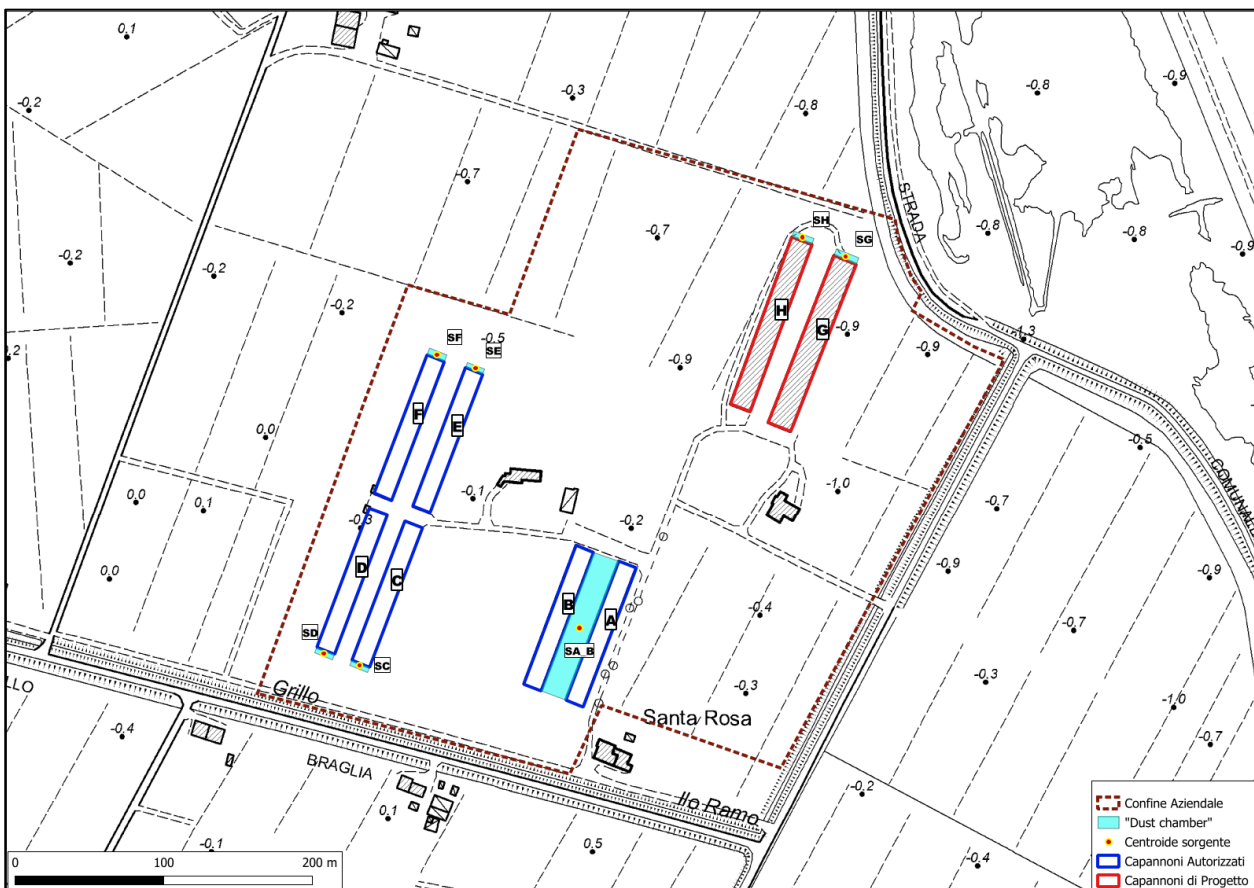 0,1
-0,2
-0,3
-0,8
-0,8
-0,9
-0,7
-0,2
-0,2
-0,2
-0,7
-0,8
-0,8
-0,9
STRADA
SH
SG
H
G
-0,9
-0,9
-0,9
1,3
-0,5
COMUNALE
SF
-0,5
SE
F
E
0,2
0,0
0,0
0,1
-0,1
-0,3
-0,2
-1,0
-0,7
-0,9
-0,9
0,0
D
C
B
A
SA_B
-0,4
-0,7
-0,3
-0,3
-1,0
-0,7
SD
SC
Grillo
Santa Rosa
LLO
-0,4
BRAGLIA
llo Ramo
0,1
-0,1
0,5
-0,2
-0,4
0 100 200 m
Confine Aziendale
"Dust chamber"
Centroide sorgente
Capannoni Autorizzati
Capannoni di Progetto